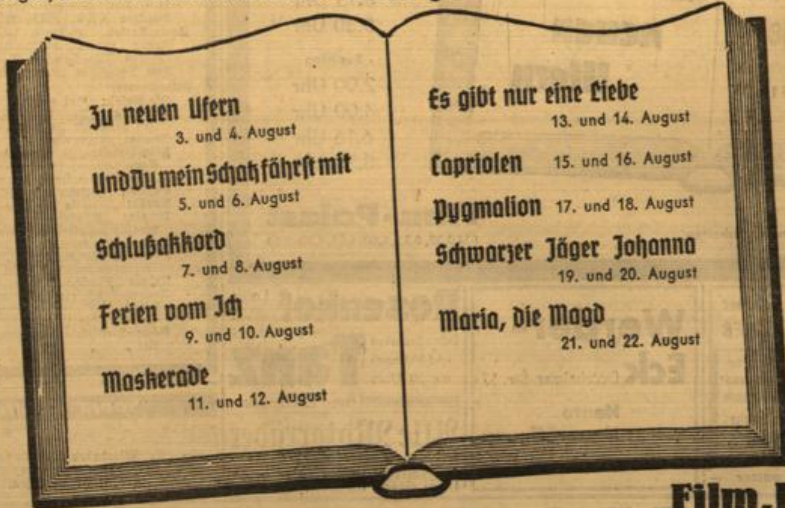 Zu neuen Ufern
3. und 4. August
Und Du mein Schatz fährst mit
5. und 6. August
Schlußakkord
7. und 8. August
Ferien vom Ich
9. und 10. August
Maskerade
11. und 12. August
Es gibt nur eine Liebe
13. und 14. August
Capriolen 15. und 16. August
Pygmalion 17. und 18. August
Schwarzer Jäger Johanna
19. und 20. August
Maria, die Magd
21. und 22. August